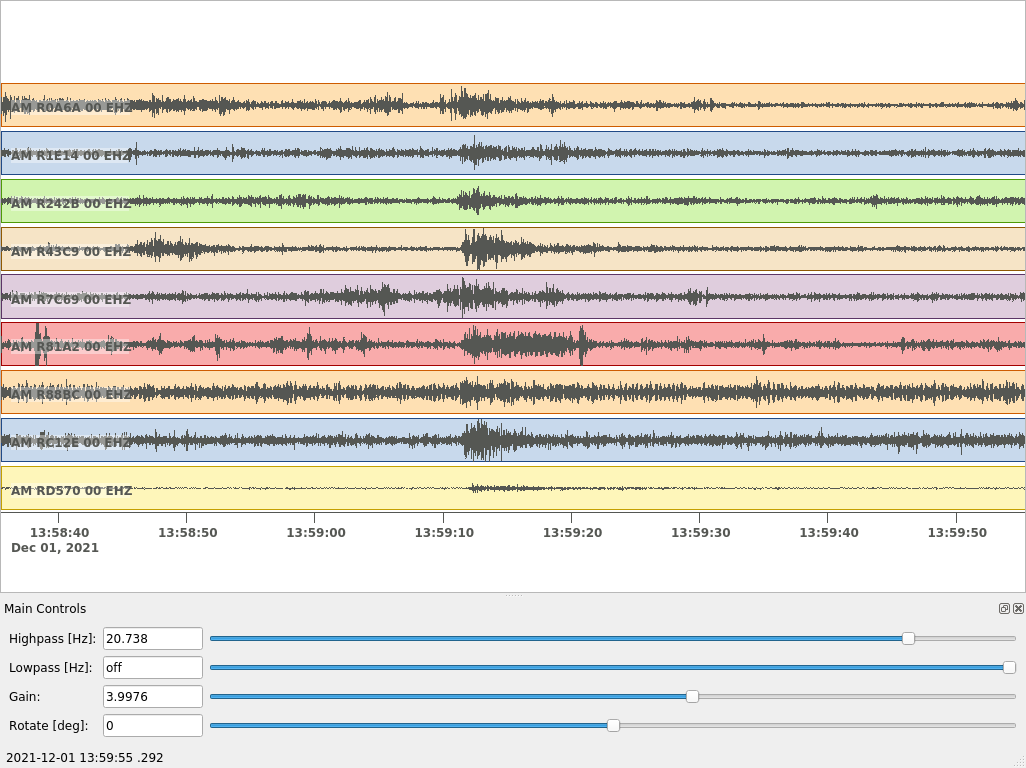 AM R0A6A 00 EHZ
AM R1E14 00 EHZ
AM R242B 00 EHZ
AM R43C9 00 EHZ
AM R7C69 00 EHZ
AM R81A2 00 EHZ
AM R88BC 00 EHZ
AM RC12E 00 EHZ
AM RD570 00 EHZ
13:58:40 13:58:50 13:59:00 13:59:10 13:59:20 13:59:30 13:59:40 13:59:50
Dec 01, 2021
Main Controls
Highpass [Hz]: 20.738
Lowpass [Hz]: off
Gain: 3.9976
Rotate [deg]: 0
2021-12-01 13:59:55 .292